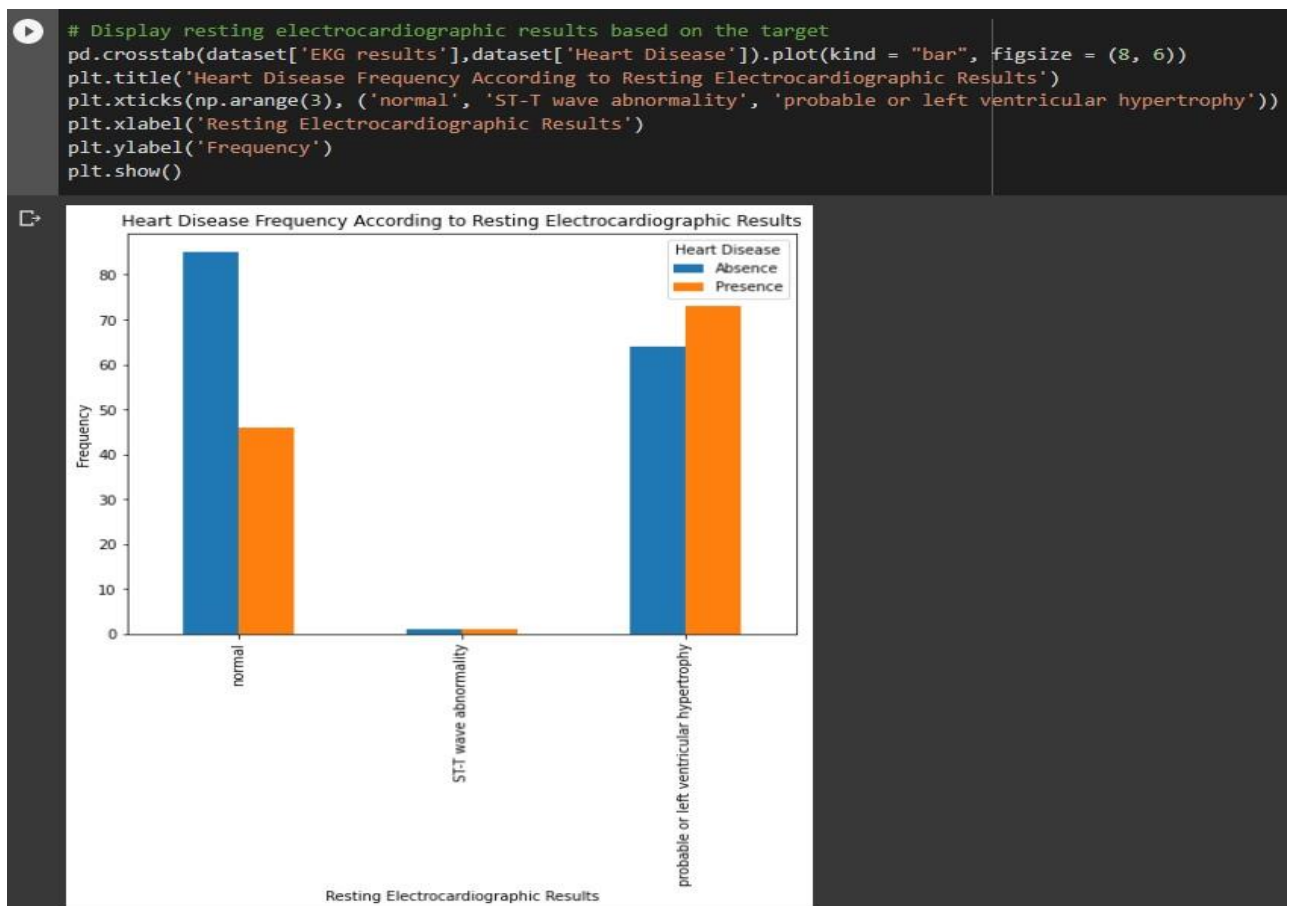 # Display resting electrocardiographic results based on the target
pd.crosstab(dataset['EKG results'],dataset['Heart Disease']).plot(kind = "bar", figsize = (8, 6))
plt.title('Heart Disease Frequency According to Resting Electrocardiographic Results')
plt.xticks(np.arange(3), ('normal', 'ST-T wave abnormality', 'probable or left ventricular hypertrophy'))
plt.xlabel('Resting Electrocardiographic Results')
plt.ylabel('Frequency')
plt.show()
Heart Disease Frequency According to Resting Electrocardiographic Results
Heart Disease
Absence
Presence
Frequency
80
70
60
50
40
30
20
10
0
normal
ST-T wave abnormality
probable or left ventricular hypertrophy
Resting Electrocardiographic Results